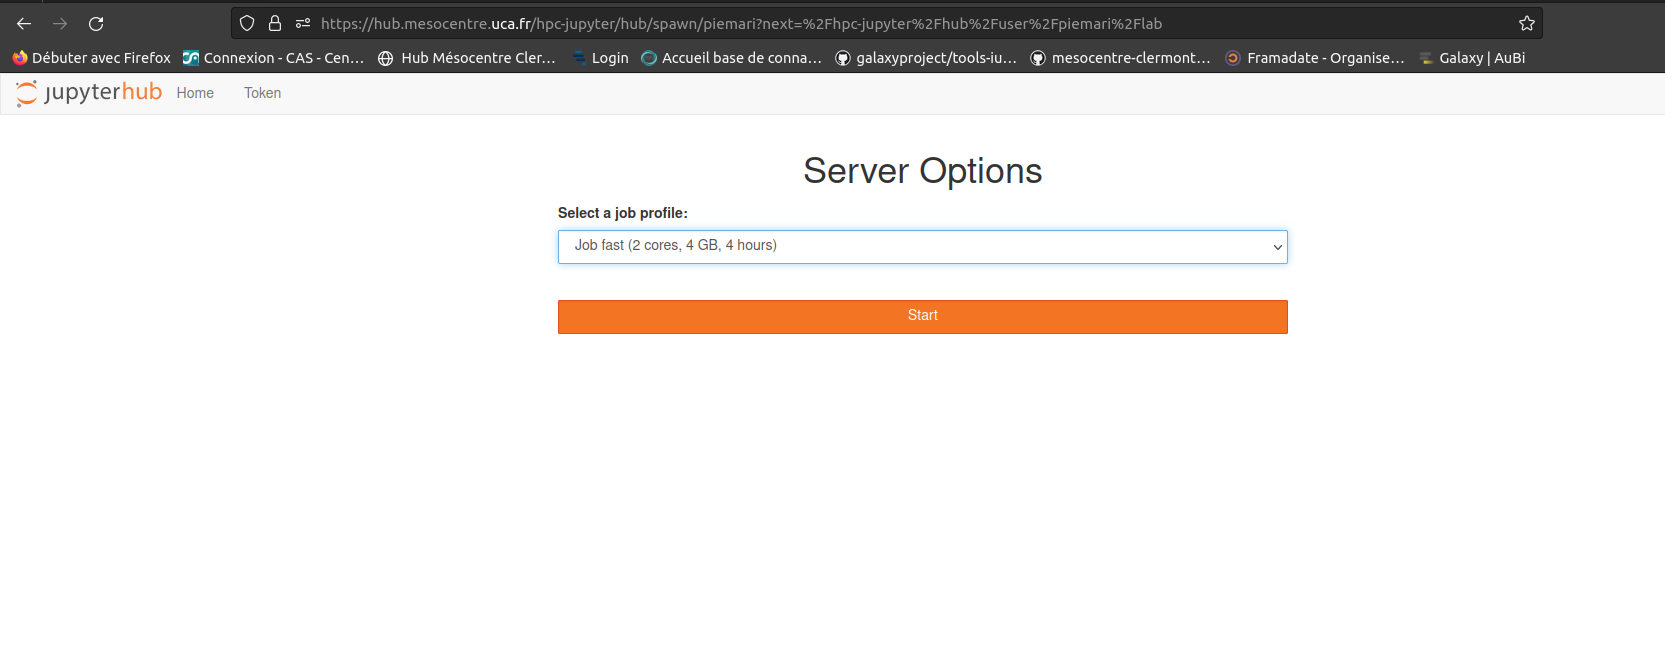 https://hub.mesocentre.uca.fr/hpc-jupyter/hub/spawn/piemari?next=%2Fhpc-jupyter%2Fhub%2Fuser%2Fpiemari%2Flab
Débuter avec Firefox Connexion - CAS - Cen… Hub Mésocentre Cler… Login Accueil base de conna… galaxyproject/tools-iu… mesocentre-clermont… Framadate - Organise… Galaxy | AuBi
jupyterhub Home Token
Server Options
Select a job profile:
Job fast (2 cores, 4 GB, 4 hours)
Start